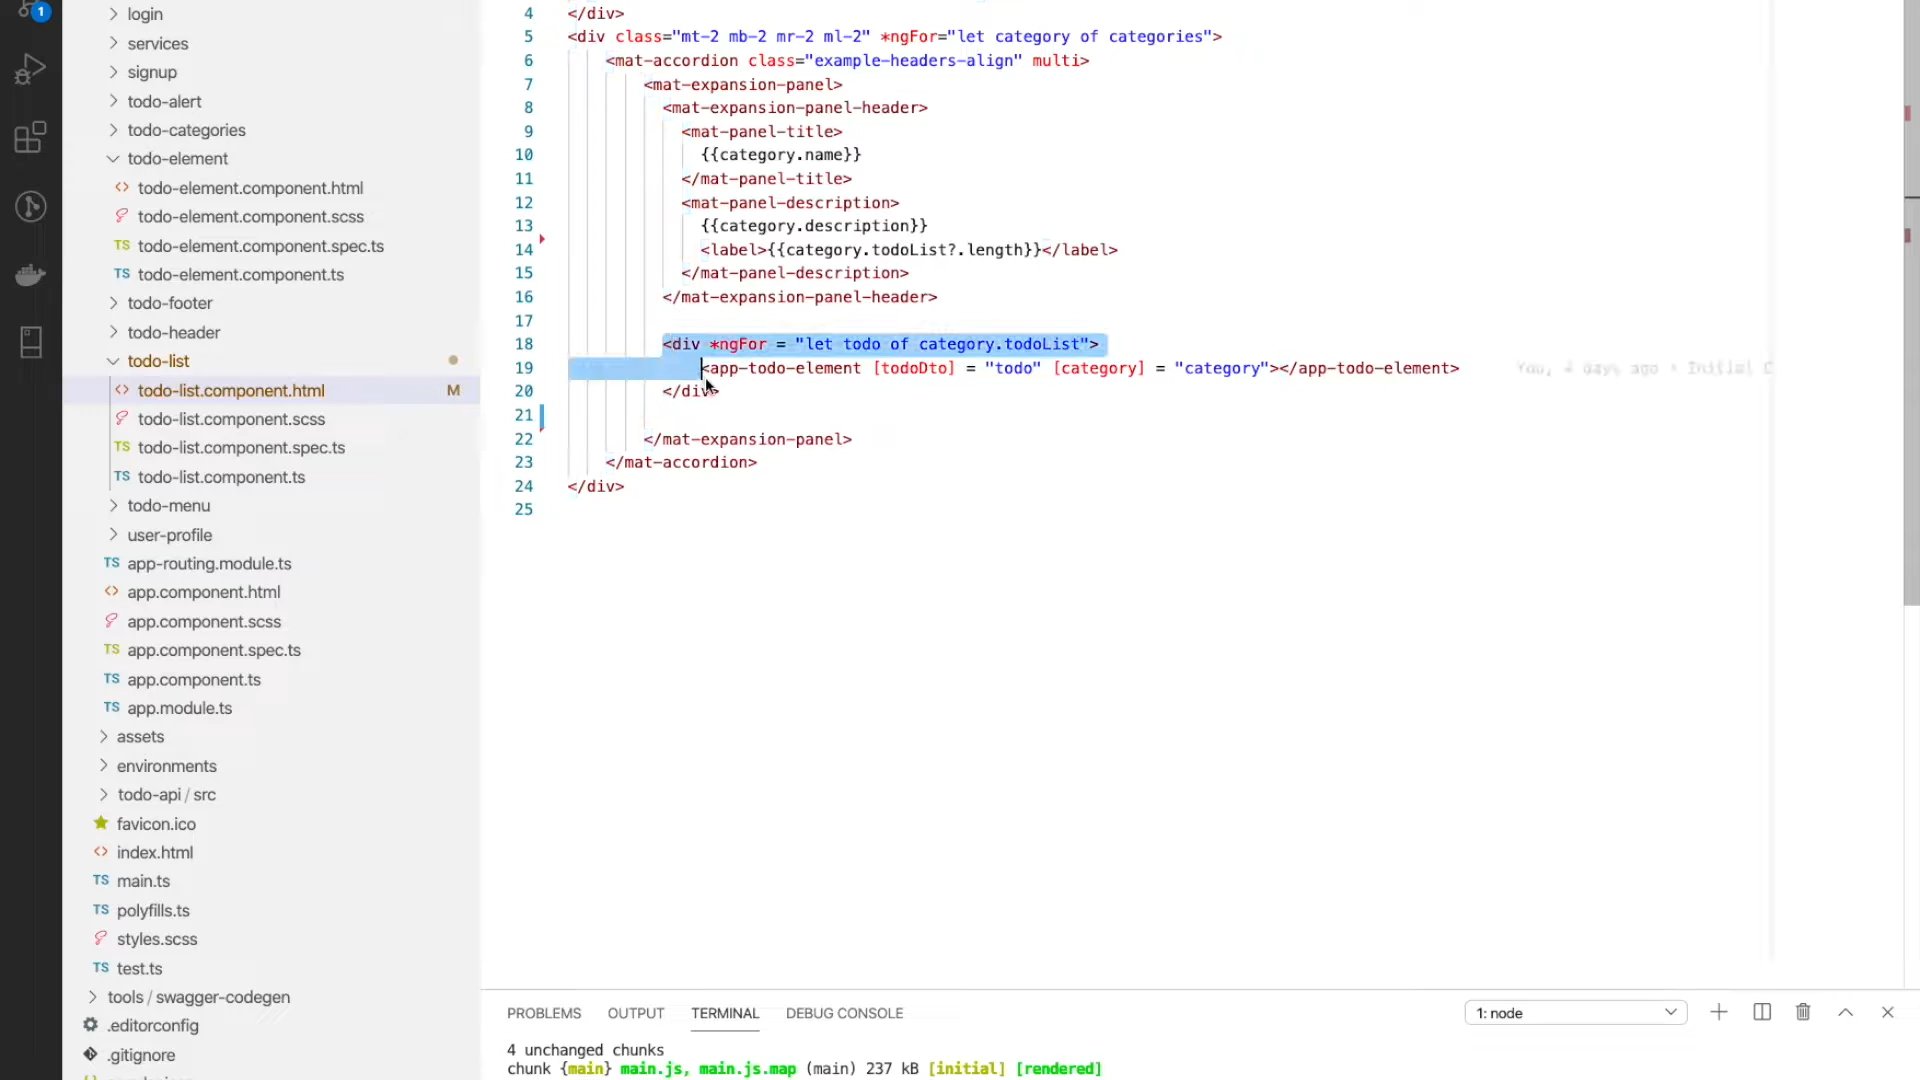 1
login
services
signup
todo-alert
todo-categories
todo-element
todo-element.component.html
todo-element.component.scss
TS todo-element.component.spec.ts
TS todo-element.component.ts
todo-footer
todo-header
todo-list
todo-list.component.html M
todo-list.component.scss
TS todo-list.component.spec.ts
TS todo-list.component.ts
todo-menu
user-profile
TS app-routing.module.ts
app.component.html
app.component.scss
TS app.component.spec.ts
TS app.component.ts
TS app.module.ts
assets
environments
todo-api / src
favicon.ico
index.html
TS main.ts
TS polyfills.ts
styles.scss
TS test.ts
tools / swagger-codegen
.editorconfig
.gitignore
4 </div>
5 <div class="mt-2 mb-2 mr-2 ml-2" *ngFor="let category of categories">
6 <mat-accordion class="example-headers-align" multi>
7 <mat-expansion-panel>
8 <mat-expansion-panel-header>
9 <mat-panel-title>
10 {{category.name}}
11 </mat-panel-title>
12 <mat-panel-description>
13 {{category.description}}
14 <label>{{category.todoList?.length}}</label>
15 </mat-panel-description>
16 </mat-expansion-panel-header>
17
18 <div *ngFor = "let todo of category.todoList">
19 <app-todo-element [todoDto] = "todo" [category] = "category"></app-todo-element> You, 4 days ago • Initial
20 </div>
21
22 </mat-expansion-panel>
23 </mat-accordion>
24 </div>
25
PROBLEMS OUTPUT TERMINAL DEBUG CONSOLE 1: node
4 unchanged chunks
chunk {main} main.js, main.js.map (main) 237 kB [initial] [rendered]